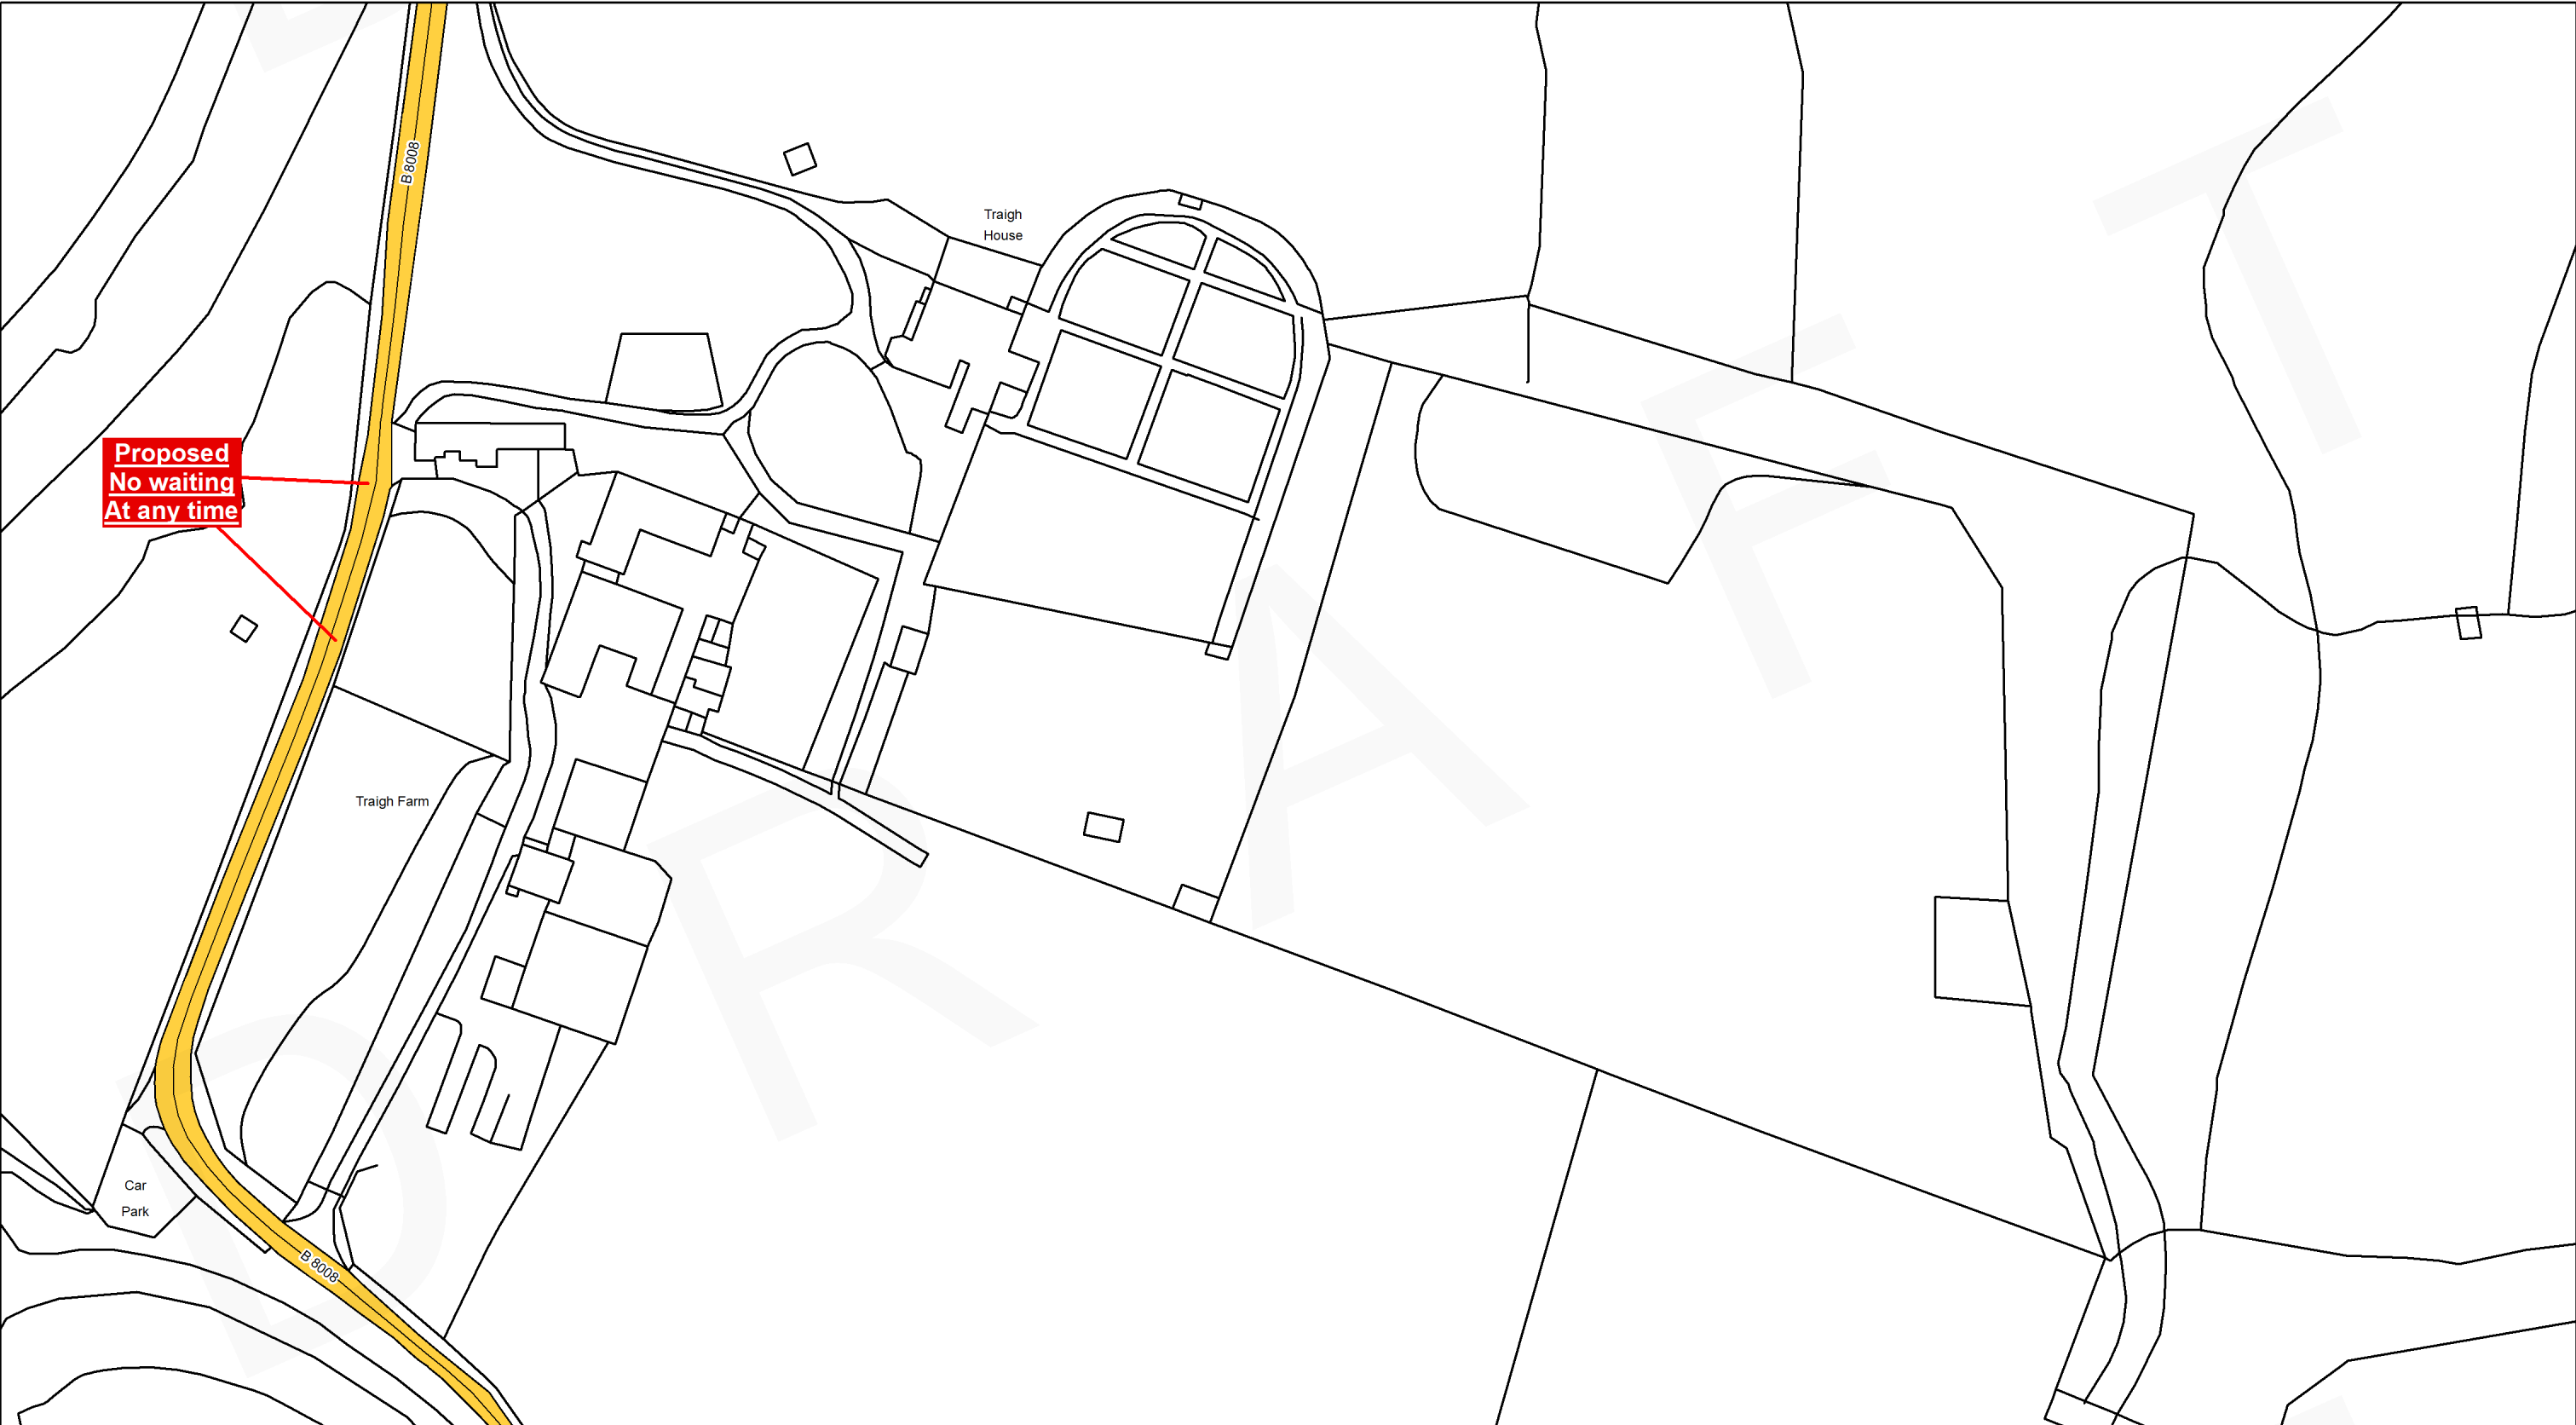 B 8008
Traigh
House
Proposed
No waiting
At any time
Traigh Farm
Car
Park
B 8008
DRAFT